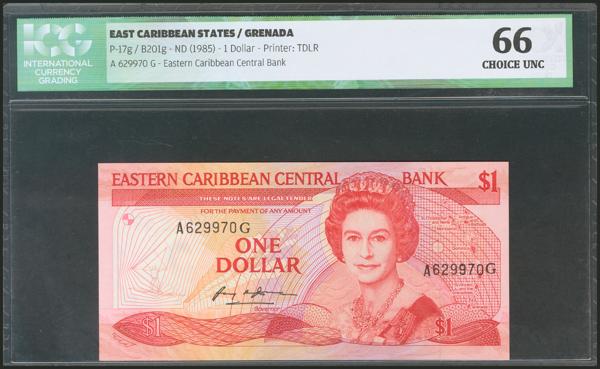 ICG
INTERNATIONAL
CURRENCY
GRADING
EAST CARIBBEAN STATES / GRENADA
P-17g / B201g - ND (1985) - 1 Dollar - Printer: TDLR
A 629970 G - Eastern Caribbean Central Bank
66
CHOICE UNC
EASTERN CARIBBEAN CENTRAL BANK $1
THESE NOTES ARE LEGAL TENDER
FOR THE PAYMENT OF ANY AMOUNT
A629970G
ONE
DOLLAR
A629970G
Governor
$1
$1